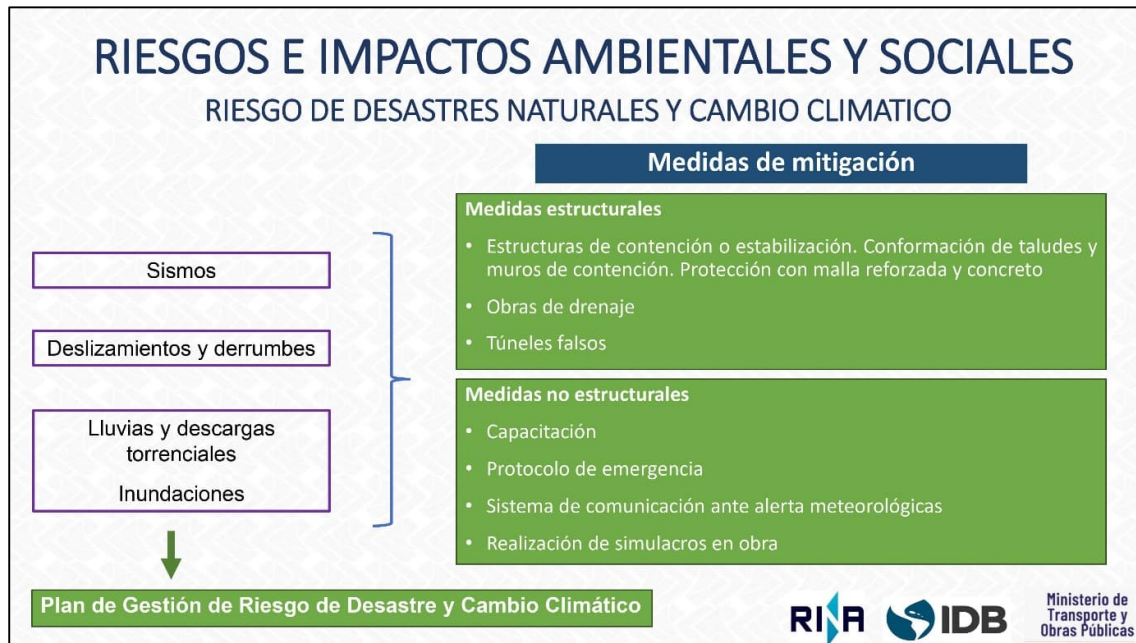 RIESGOS E IMPACTOS AMBIENTALES Y SOCIALES
RIESGO DE DESASTRES NATURALES Y CAMBIO CLIMATICO
Sismos
Deslizamientos y derrumbes
Lluvias y descargas
torrenciales
Inundaciones
Plan de Gestión de Riesgo de Desastre y Cambio Climático
Medidas de mitigación
Medidas estructurales
• Estructuras de contención o estabilización. Conformación de taludes y
muros de contención. Protección con malla reforzada y concreto
• Obras de drenaje
• Túneles falsos
Medidas no estructurales
• Capacitación
• Protocolo de emergencia
• Sistema de comunicación ante alerta meteorológicas
• Realización de simulacros en obra
RINA
IDB
Ministerio de
Transporte y
Obras Públicas